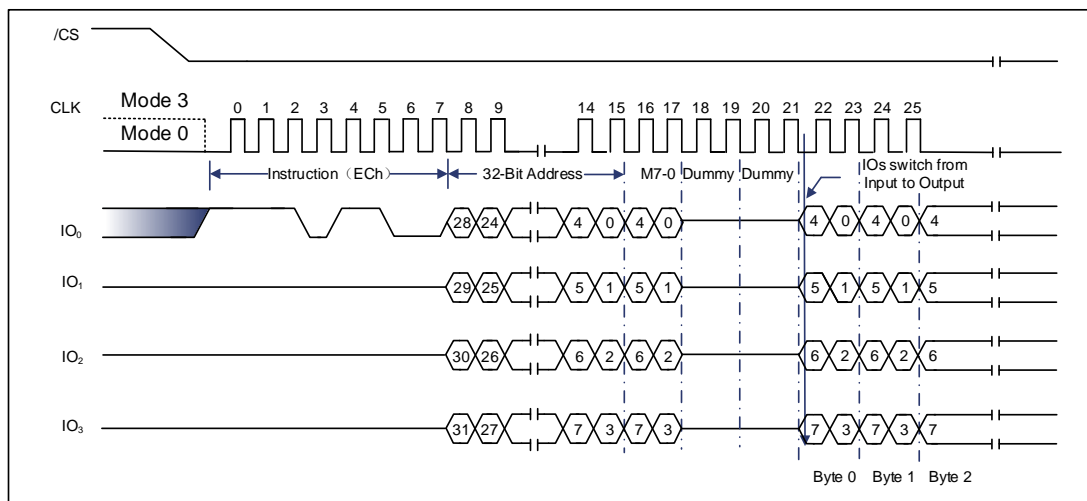 /CS
CLK
Mode 3
Mode 0
0 1 2 3 4 5 6 7 8 9 14 15 16 17 18 19 20 21 22 23 24 25
Instruction（ECh）
32-Bit Address
M7-0
Dummy
Dummy
IOs switch from
Input to Output
IO₀
28 24 4 0 4 0 4 0 4 0 4
IO₁
29 25 5 1 5 1 5 1 5 1 5
IO₂
30 26 6 2 6 2 6 2 6 2 6
IO₃
31 27 7 3 7 3 7 3 7 3 7
Byte 0 Byte 1 Byte 2